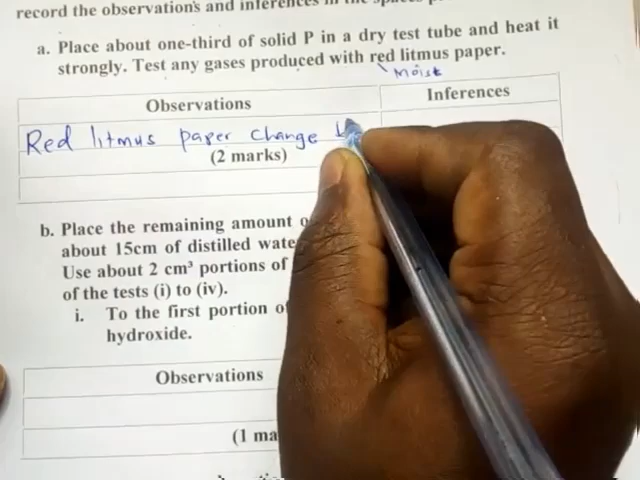 record the observations and inferences in the
a. Place about one-third of solid P in a dry test tube and heat it
strongly. Test any gases produced with red litmus paper.
Moist
Observations
Inferences
Red litmus paper change
(2 marks)
b. Place the remaining amount
about 15cm of distilled wate
Use about 2 cm³ portions of
of the tests (i) to (iv).
i. To the first portion of
hydroxide.
Observations
(1 ma